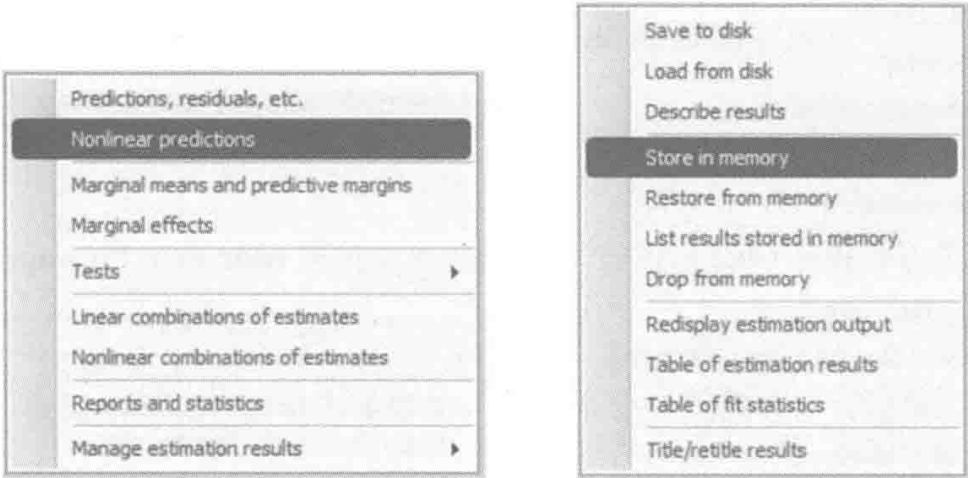 Predictions, residuals, etc.
Nonlinear predictions
Marginal means and predictive margins
Marginal effects
Tests
Linear combinations of estimates
Nonlinear combinations of estimates
Reports and statistics
Manage estimation results
Save to disk
Load from disk
Describe results
Store in memory
Restore from memory
List results stored in memory
Drop from memory
Redisplay estimation output
Table of estimation results
Table of fit statistics
Title/retitle results